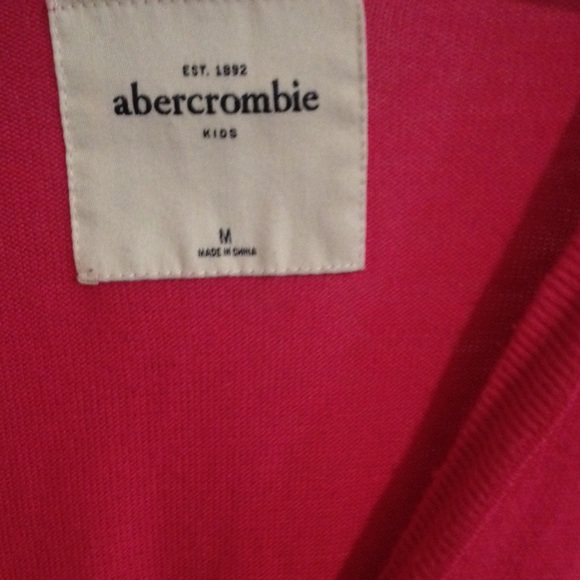 EST. 1892
abercrombie
KIDS
M
MADE IN CHINA